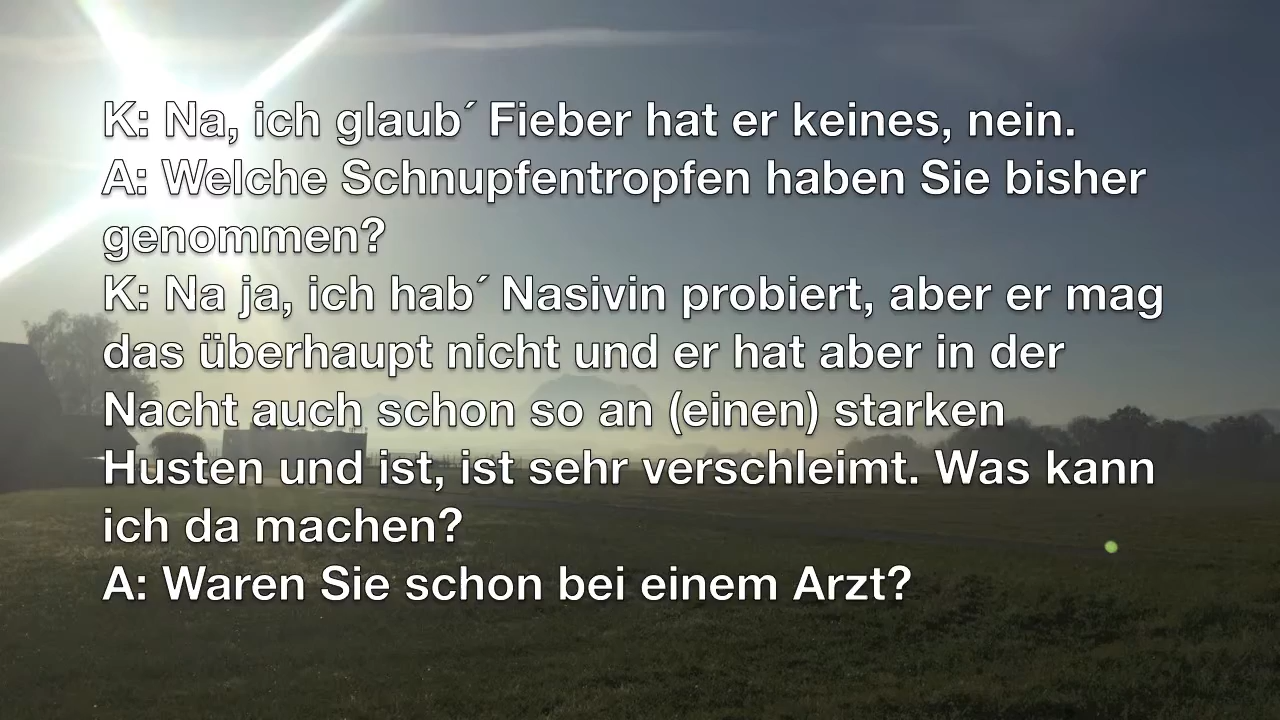 K: Na, ich glaub´ Fieber hat er keines, nein.
A: Welche Schnupfentropfen haben Sie bisher
genommen?
K: Na ja, ich hab´ Nasivin probiert, aber er mag
das überhaupt nicht und er hat aber in der
Nacht auch schon so an (einen) starken
Husten und ist, ist sehr verschleimt. Was kann
ich da machen?
A: Waren Sie schon bei einem Arzt?